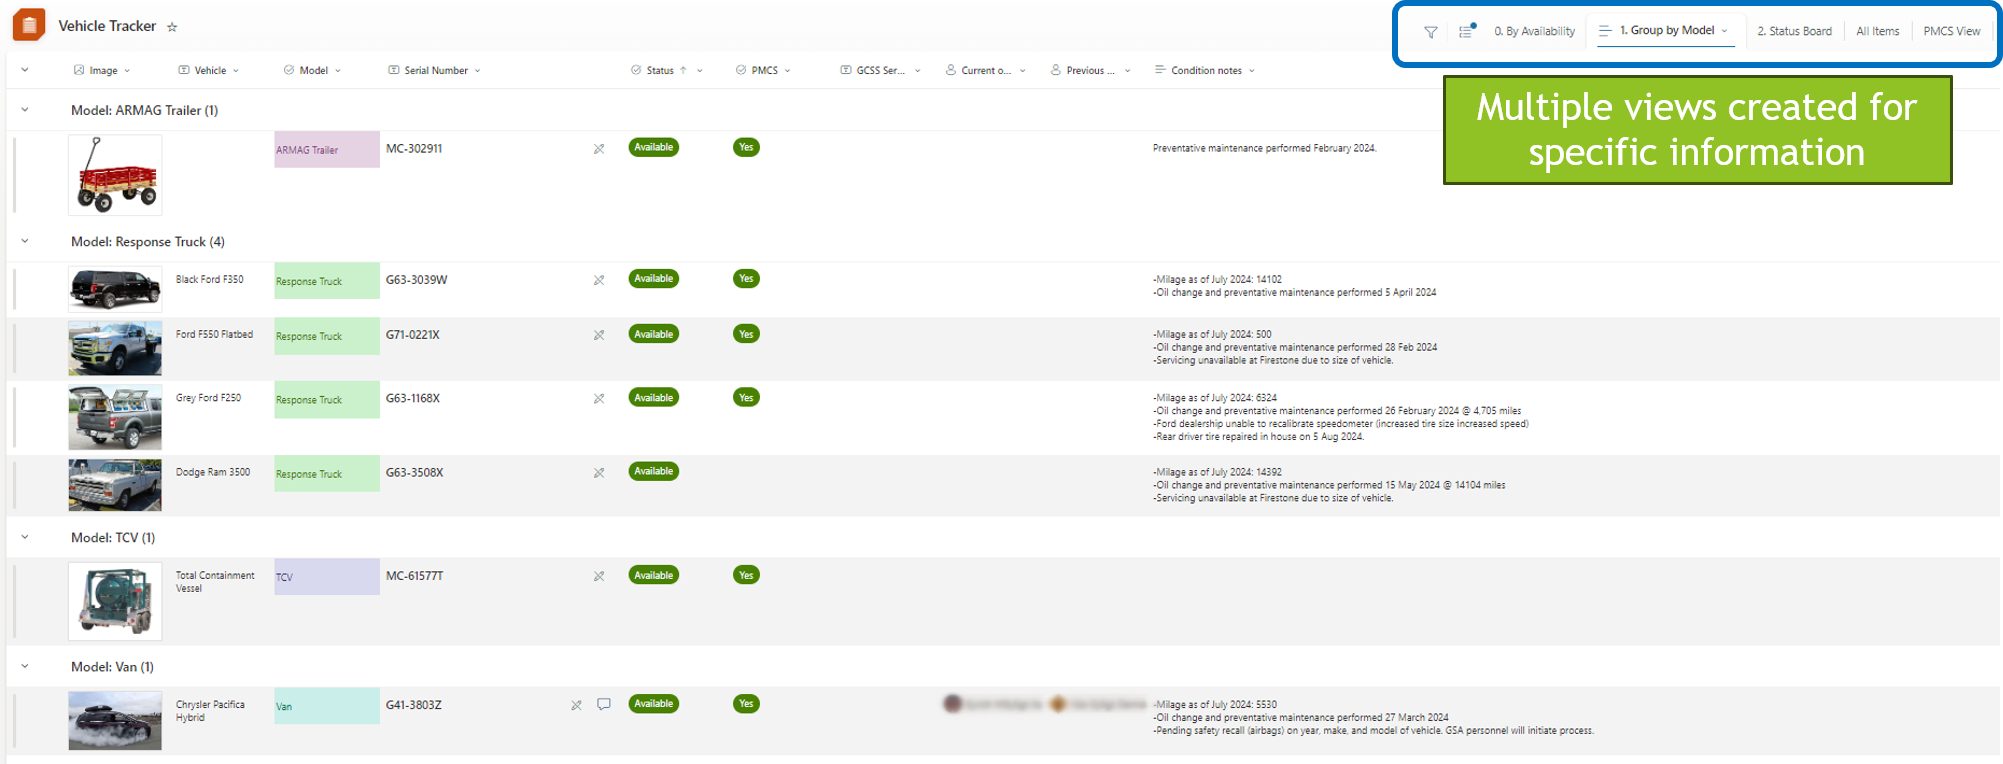 Vehicle Tracker
0. By Availability
1. Group by Model
2. Status Board
All Items
PMCS View
Image
Vehicle
Model
Serial Number
Status
PMCS
GCSS Ser...
Current o...
Previous ...
Condition notes
Multiple views created for
specific information
Model: ARMAG Trailer (1)
ARMAG Trailer
MC-302911
Available
Yes
Preventative maintenance performed February 2024.
Model: Response Truck (4)
Black Ford F350
Response Truck
G63-3039W
Available
Yes
-Milage as of July 2024: 14102
-Oil change and preventative maintenance performed 5 April 2024
Ford F550 Flatbed
Response Truck
G71-0221X
Available
Yes
-Milage as of July 2024: 500
-Oil change and preventative maintenance performed 28 Feb 2024
-Servicing unavailable at Firestone due to size of vehicle.
Grey Ford F250
Response Truck
G63-1168X
Available
Yes
-Milage as of July 2024: 6324
-Oil change and preventative maintenance performed 26 February 2024 @ 4,705 miles
-Ford dealership unable to recalibrate speedometer (increased tire size increased speed)
-Rear driver tire repaired in house on 5 Aug 2024.
Dodge Ram 3500
Response Truck
G63-3508X
Available
-Milage as of July 2024: 14392
-Oil change and preventative maintenance performed 15 May 2024 @ 14104 miles
-Servicing unavailable at Firestone due to size of vehicle.
Model: TCV (1)
Total Containment
Vessel
TCV
MC-61577T
Available
Yes
Model: Van (1)
Chrysler Pacifica
Hybrid
Van
G41-3803Z
Available
Yes
-Milage as of July 2024: 5530
-Oil change and preventative maintenance performed 27 March 2024
-Pending safety recall (airbags) on year, make, and model of vehicle. GSA personnel will initiate process.